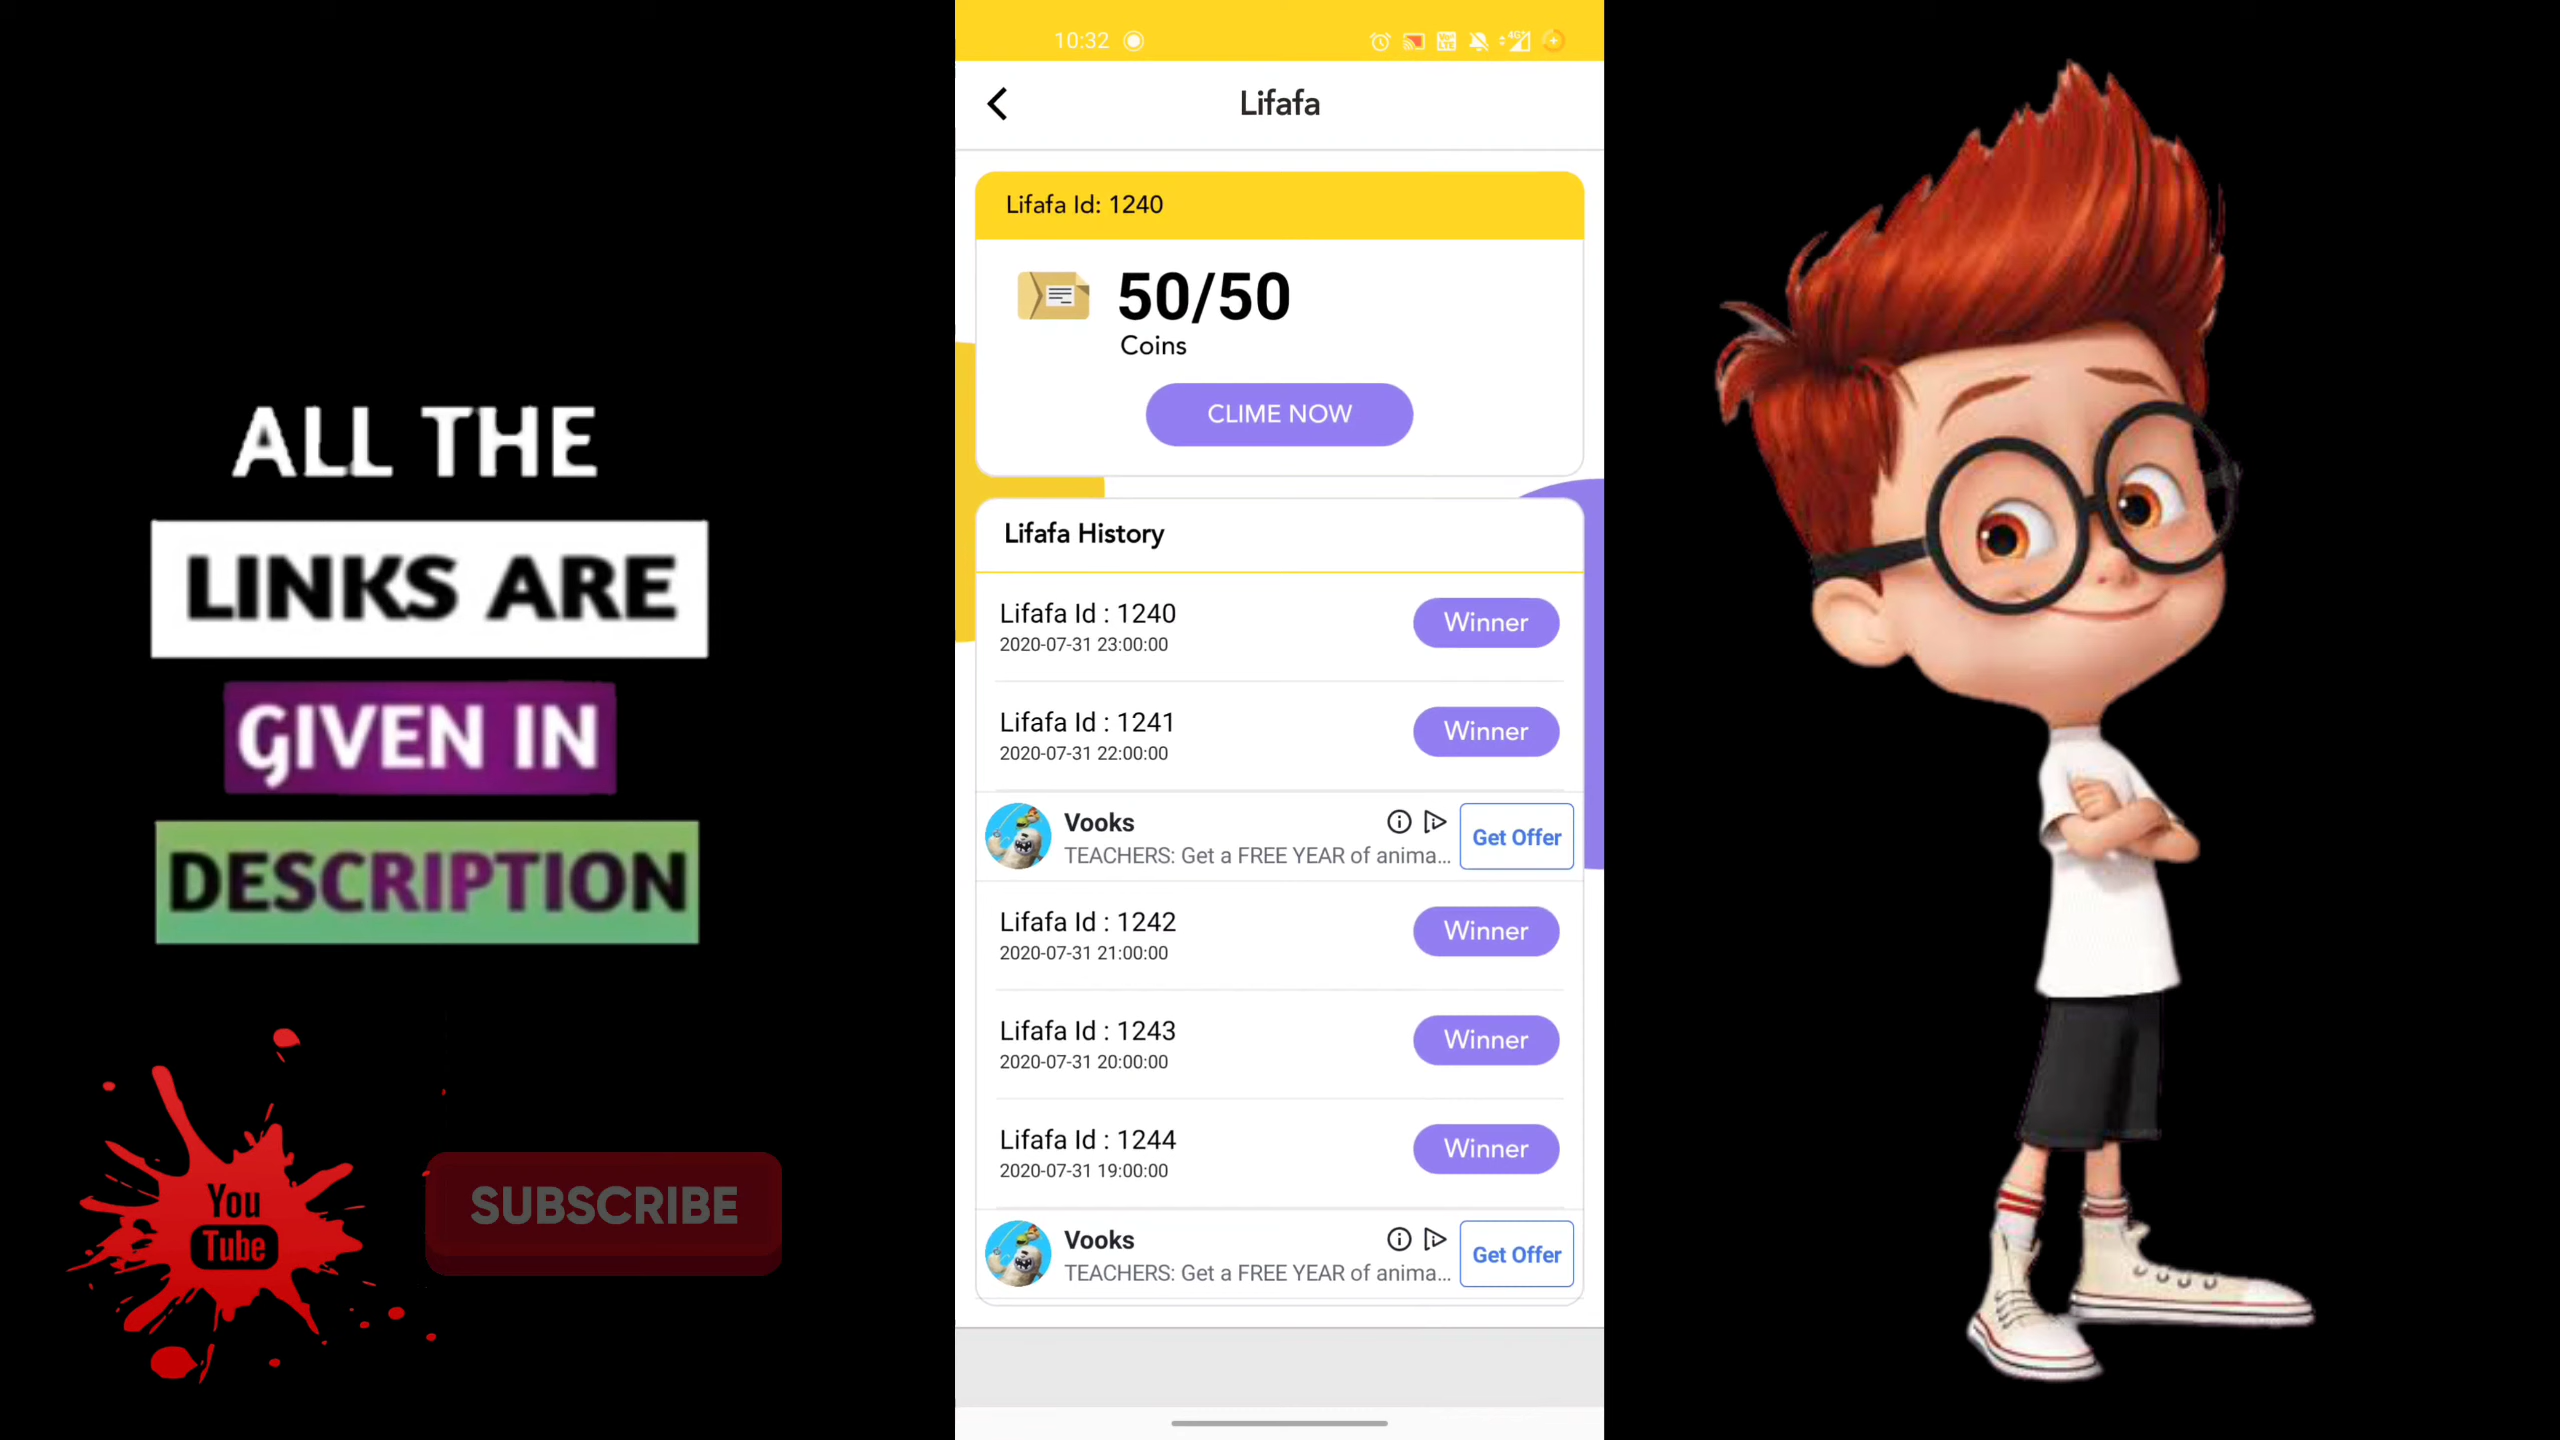 ALL THE
LINKS ARE
GIVEN IN
DESCRIPTION
You
Tube
SUBSCRIBE
10:32
4G+
Lifafa
Lifafa Id: 1240
50/50
Coins
CLIME NOW
Lifafa History
Lifafa Id : 1240
2020-07-31 23:00:00
Winner
Lifafa Id : 1241
2020-07-31 22:00:00
Winner
Vooks
TEACHERS: Get a FREE YEAR of anima...
Get Offer
Lifafa Id : 1242
2020-07-31 21:00:00
Winner
Lifafa Id : 1243
2020-07-31 20:00:00
Winner
Lifafa Id : 1244
2020-07-31 19:00:00
Winner
Vooks
TEACHERS: Get a FREE YEAR of anima...
Get Offer